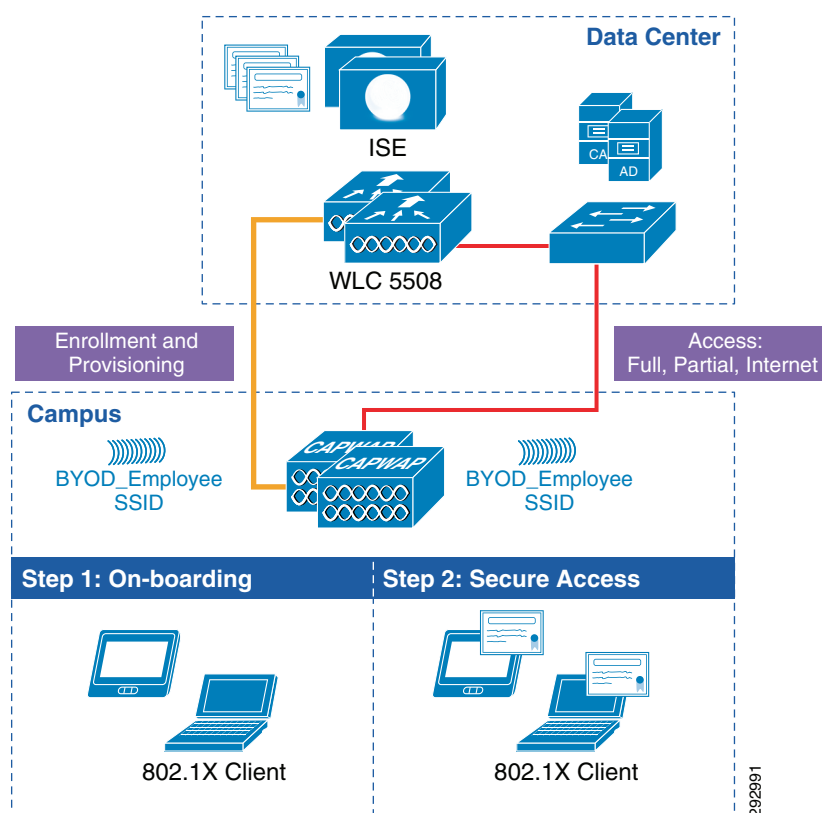 Data Center
ISE
CA
AD
WLC 5508
Enrollment and
Provisioning
Access:
Full, Partial, Internet
Campus
CAPWAP
CAPWAP
BYOD_Employee
SSID
BYOD_Employee
SSID
Step 1: On-boarding
Step 2: Secure Access
802.1X Client
802.1X Client
292991